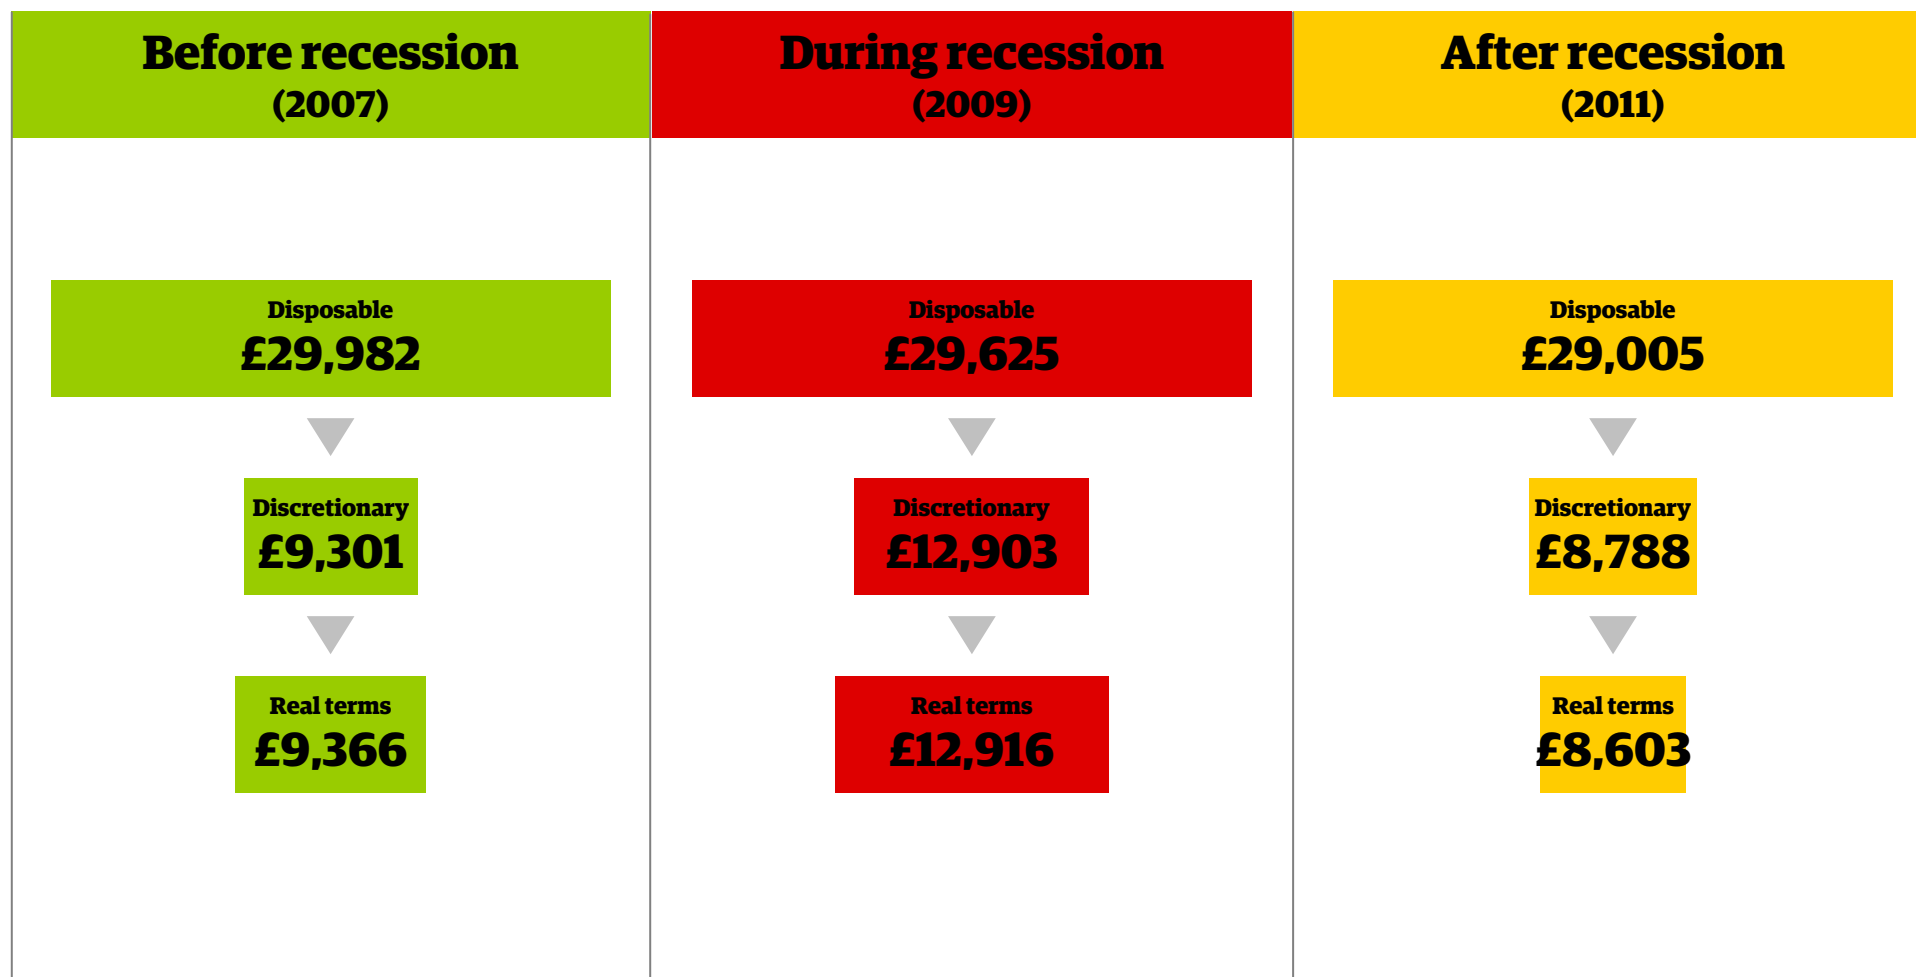 Before recession
(2007)
Disposable
£29,982
Discretionary
£9,301
Real terms
£9,366
During recession
(2009)
Disposable
£29,625
Discretionary
£12,903
Real terms
£12,916
After recession
(2011)
Disposable
£29,005
Discretionary
£8,788
Real terms
£8,603